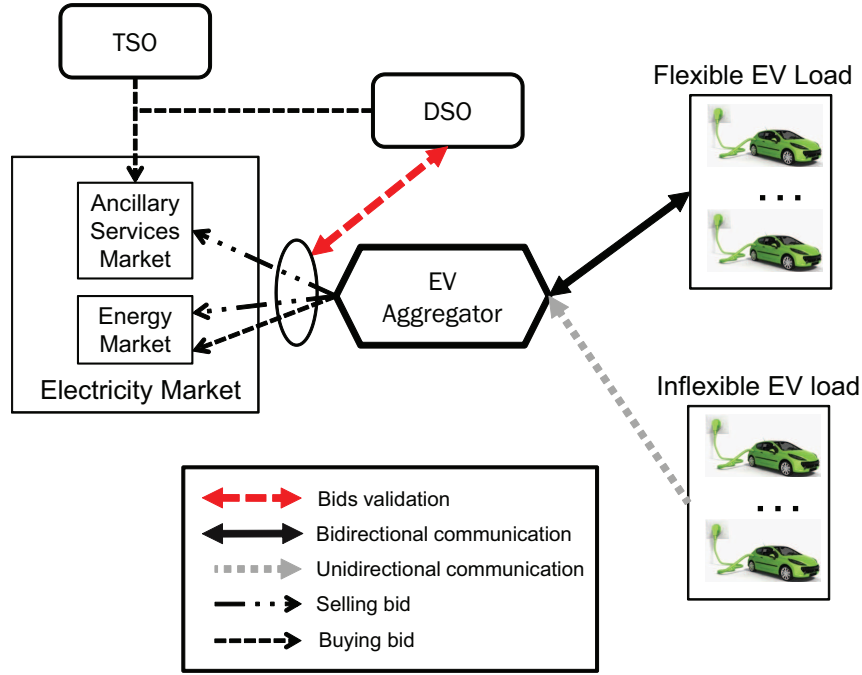 TSO
DSO
Flexible EV Load
. . .
Ancillary
Services
Market
EV
Aggregator
Energy
Market
Electricity Market
Inflexible EV load
. . .
Bids validation
Bidirectional communication
Unidirectional communication
Selling bid
Buying bid